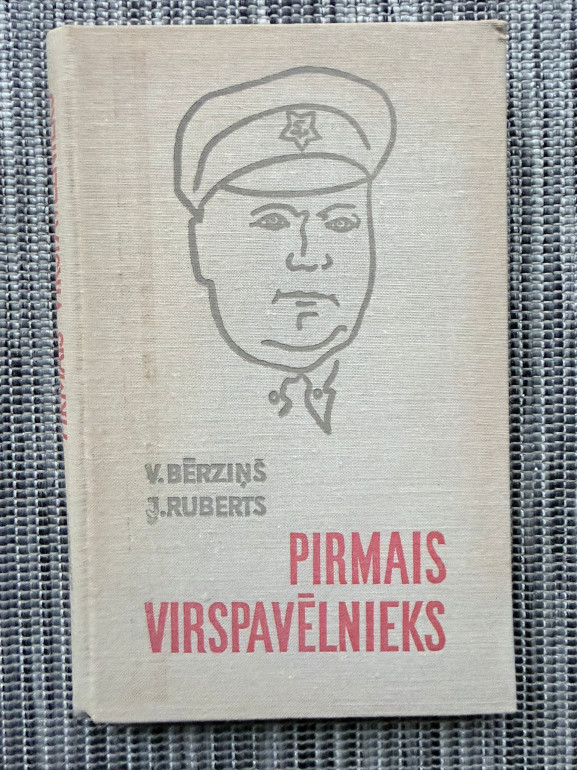 V. BĒRZIŅŠ
J. RUBERTS
PIRMAIS
VIRSPAVĒLNIEKS